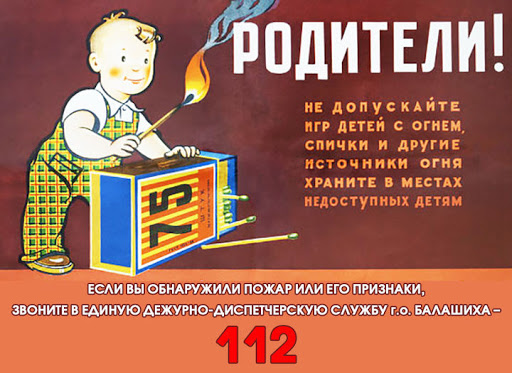 РОДИТЕЛИ!
НЕ ДОПУСКАЙТЕ
ИГР ДЕТЕЙ С ОГНЕМ,
СПИЧКИ И ДРУГИЕ
ИСТОЧНИКИ ОГНЯ
ХРАНИТЕ В МЕСТАХ
НЕДОСТУПНЫХ ДЕТЯМ
75
ШТУК
ЕСЛИ ВЫ ОБНАРУЖИЛИ ПОЖАР ИЛИ ЕГО ПРИЗНАКИ,
ЗВОНИТЕ В ЕДИНУЮ ДЕЖУРНО-ДИСПЕТЧЕРСКУЮ СЛУЖБУ г.о. БАЛАШИХА –
112